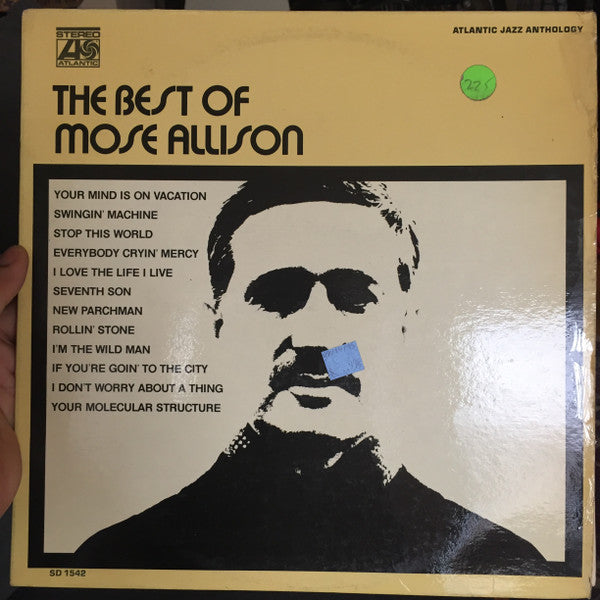 STEREO
ATLANTIC
ATLANTIC JAZZ ANTHOLOGY
THE BEST OF
MOSE ALLISON
YOUR MIND IS ON VACATION
SWINGIN' MACHINE
STOP THIS WORLD
EVERYBODY CRYIN' MERCY
I LOVE THE LIFE I LIVE
SEVENTH SON
NEW PARCHMAN
ROLLIN' STONE
I'M THE WILD MAN
IF YOU'RE GOIN' TO THE CITY
I DON'T WORRY ABOUT A THING
YOUR MOLECULAR STRUCTURE
SD 1542